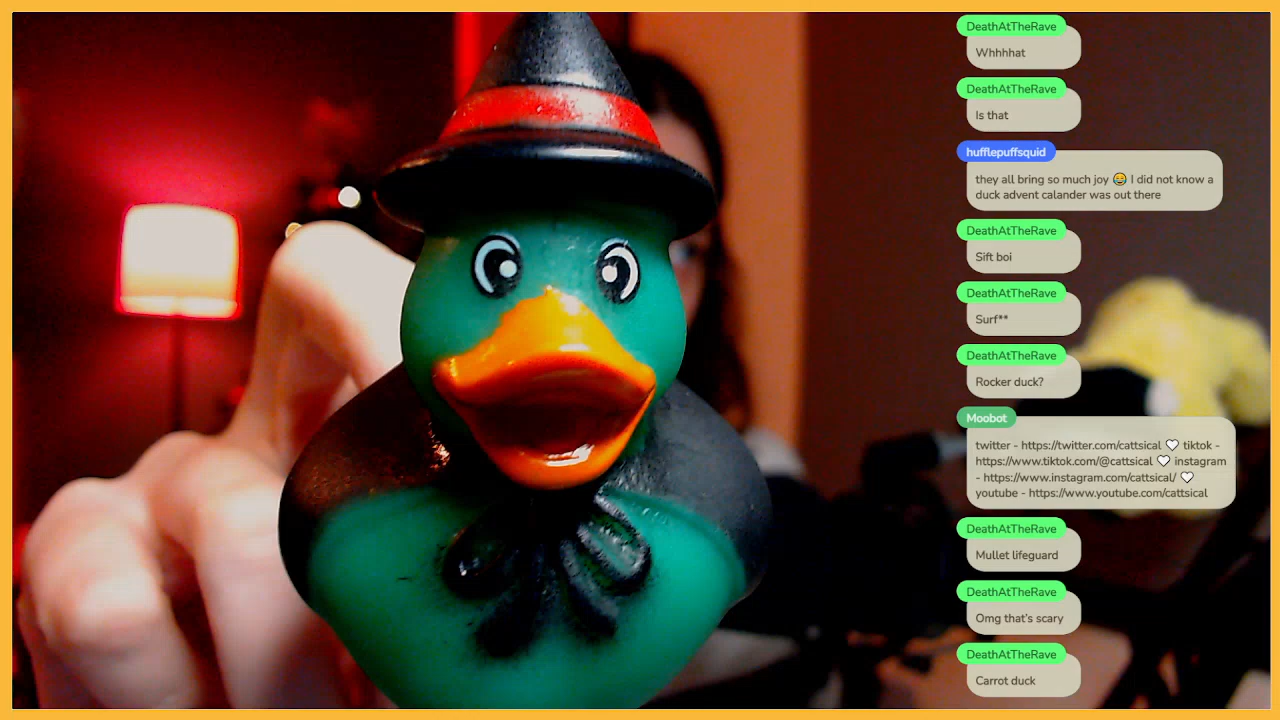 DeathAtTheRave
Whhhhat
DeathAtTheRave
Is that
hufflepuffsquid
they all bring so much joy 😂 I did not know a
duck advent calander was out there
DeathAtTheRave
Sift boi
DeathAtTheRave
Surf**
DeathAtTheRave
Rocker duck?
Moobot
twitter - https://twitter.com/cattsical 🤍 tiktok -
https://www.tiktok.com/@cattsical 🤍 instagram
- https://www.instagram.com/cattsical/ 🤍
youtube - https://www.youtube.com/cattsical
DeathAtTheRave
Mullet lifeguard
DeathAtTheRave
Omg that's scary
DeathAtTheRave
Carrot duck